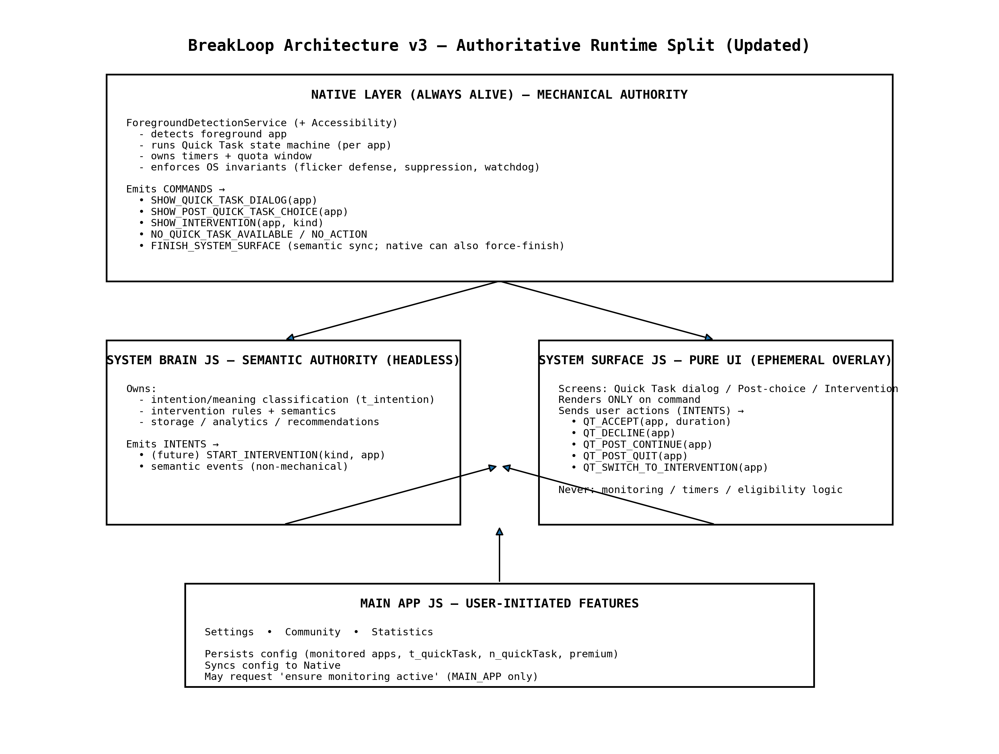 BreakLoop Architecture v3 — Authoritative Runtime Split (Updated)
NATIVE LAYER (ALWAYS ALIVE) — MECHANICAL AUTHORITY
ForegroundDetectionService (+ Accessibility)
- detects foreground app
- runs Quick Task state machine (per app)
- owns timers + quota window
- enforces OS invariants (flicker defense, suppression, watchdog)
Emits COMMANDS →
• SHOW_QUICK_TASK_DIALOG(app)
• SHOW_POST_QUICK_TASK_CHOICE(app)
• SHOW_INTERVENTION(app, kind)
• NO_QUICK_TASK_AVAILABLE / NO_ACTION
• FINISH_SYSTEM_SURFACE (semantic sync; native can also force-finish)
SYSTEM BRAIN JS — SEMANTIC AUTHORITY (HEADLESS)
Owns:
- intention/meaning classification (t_intention)
- intervention rules + semantics
- storage / analytics / recommendations
Emits INTENTS →
• (future) START_INTERVENTION(kind, app)
• semantic events (non-mechanical)
SYSTEM SURFACE JS — PURE UI (EPHEMERAL OVERLAY)
Screens: Quick Task dialog / Post-choice / Intervention
Renders ONLY on command
Sends user actions (INTENTS) →
• QT_ACCEPT(app, duration)
• QT_DECLINE(app)
• QT_POST_CONTINUE(app)
• QT_POST_QUIT(app)
• QT_SWITCH_TO_INTERVENTION(app)
Never: monitoring / timers / eligibility logic
MAIN APP JS — USER-INITIATED FEATURES
Settings • Community • Statistics
Persists config (monitored apps, t_quickTask, n_quickTask, premium)
Syncs config to Native
May request 'ensure monitoring active' (MAIN_APP only)